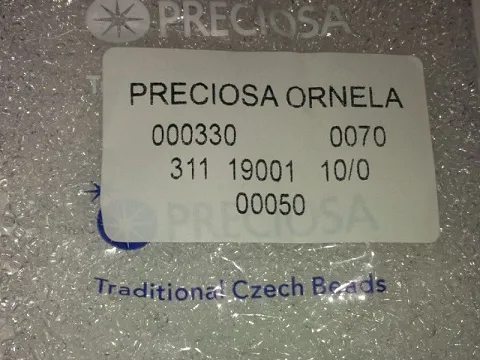 PRECIOSA
PRECIOSA ORNELA
000330 0070
311 19001 10/0
00050
PRECIOSA
Traditional Czech Beads